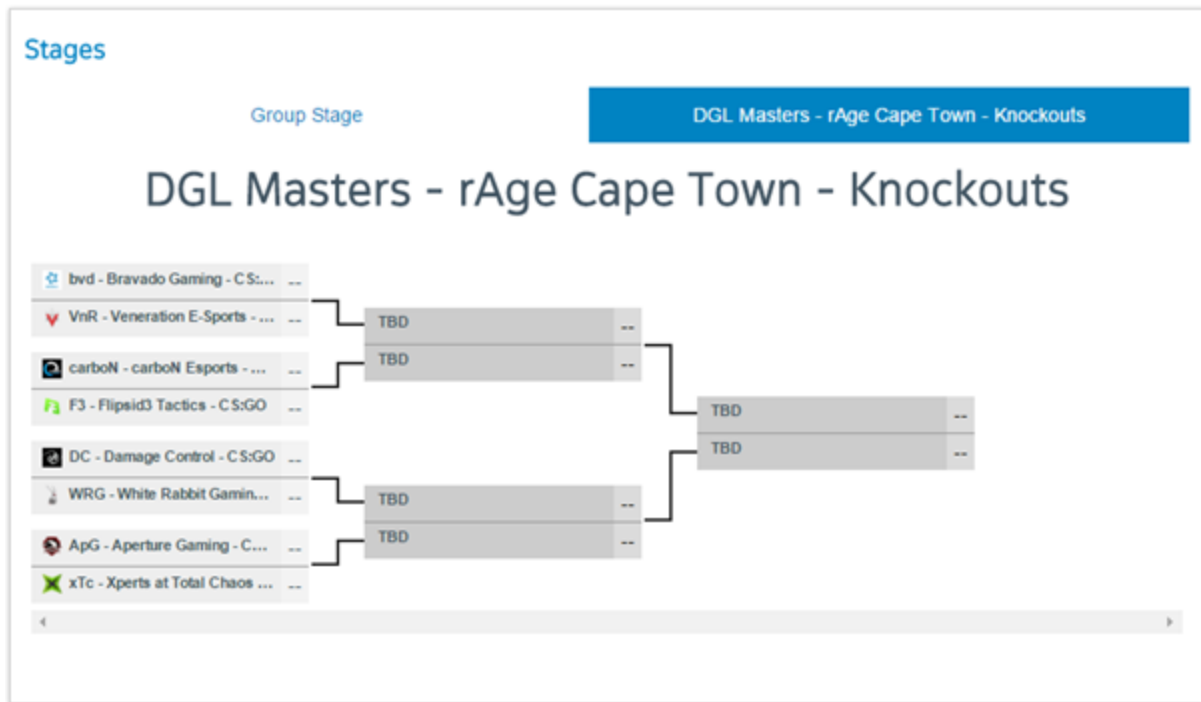 Stages
Group Stage
DGL Masters - rAge Cape Town - Knockouts
DGL Masters - rAge Cape Town - Knockouts
bvd - Bravado Gaming - CS:... --
VnR - Veneration E-Sports - ... --
carboN - carboN Esports - ... --
F3 - Flipsid3 Tactics - CS:GO --
DC - Damage Control - CS:GO --
WRG - White Rabbit Gamin... --
ApG - Aperture Gaming - C... --
xTc - Xperts at Total Chaos ... --
TBD --
TBD --
TBD --
TBD --
TBD --
TBD --